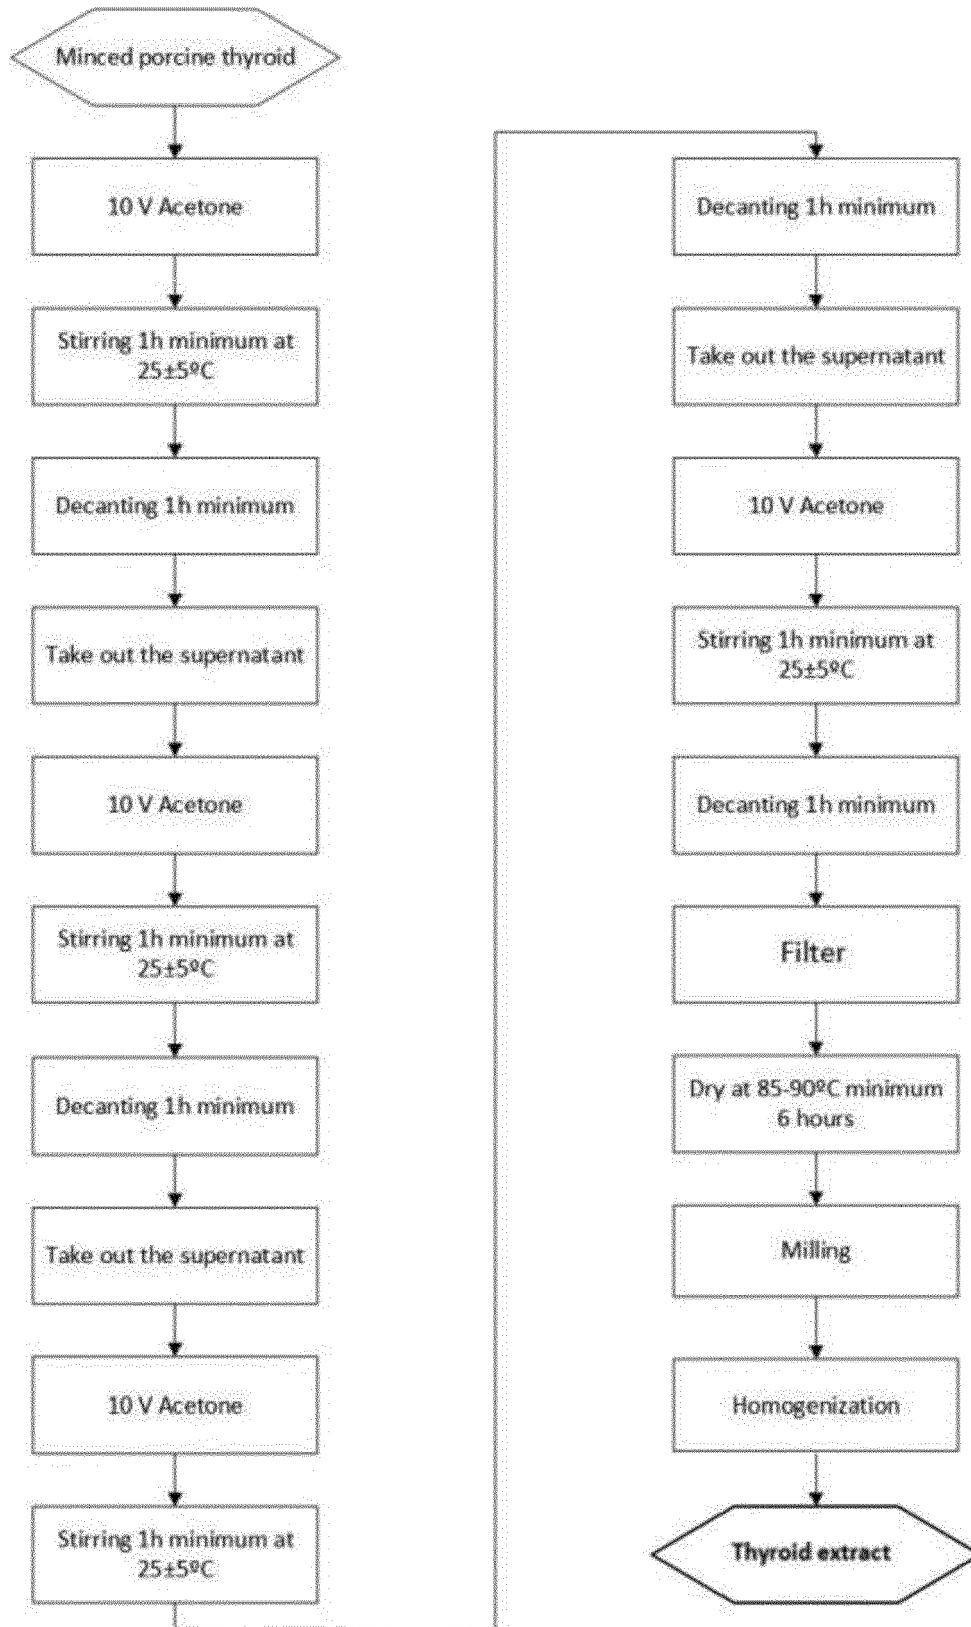 Minced porcine thyroid
10 V Acetone
Stirring 1h minimum at
25±5ºC
Decanting 1h minimum
Take out the supernatant
10 V Acetone
Stirring 1h minimum at
25±5ºC
Decanting 1h minimum
Take out the supernatant
10 V Acetone
Stirring 1h minimum at
25±5ºC
Decanting 1h minimum
Take out the supernatant
10 V Acetone
Stirring 1h minimum at
25±5ºC
Decanting 1h minimum
Filter
Dry at 85-90ºC minimum
6 hours
Milling
Homogenization
Thyroid extract